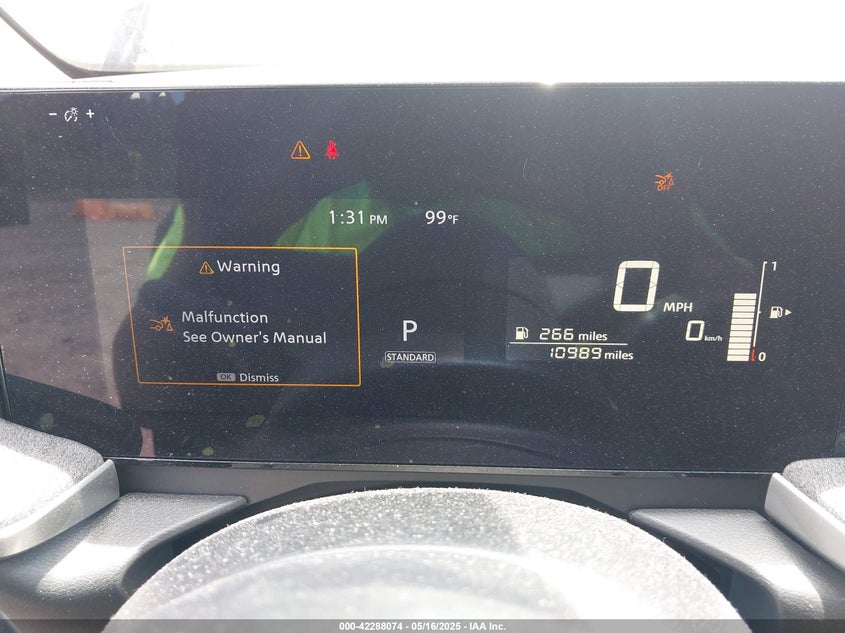 - +
1:31 PM 99°F
OFF
Warning
Malfunction
See Owner's Manual
OK Dismiss
P
STANDARD
0 MPH
0 km/h
266 miles
10989 miles
1
0
000-42288074 - 05/16/2025 - IAA Inc.